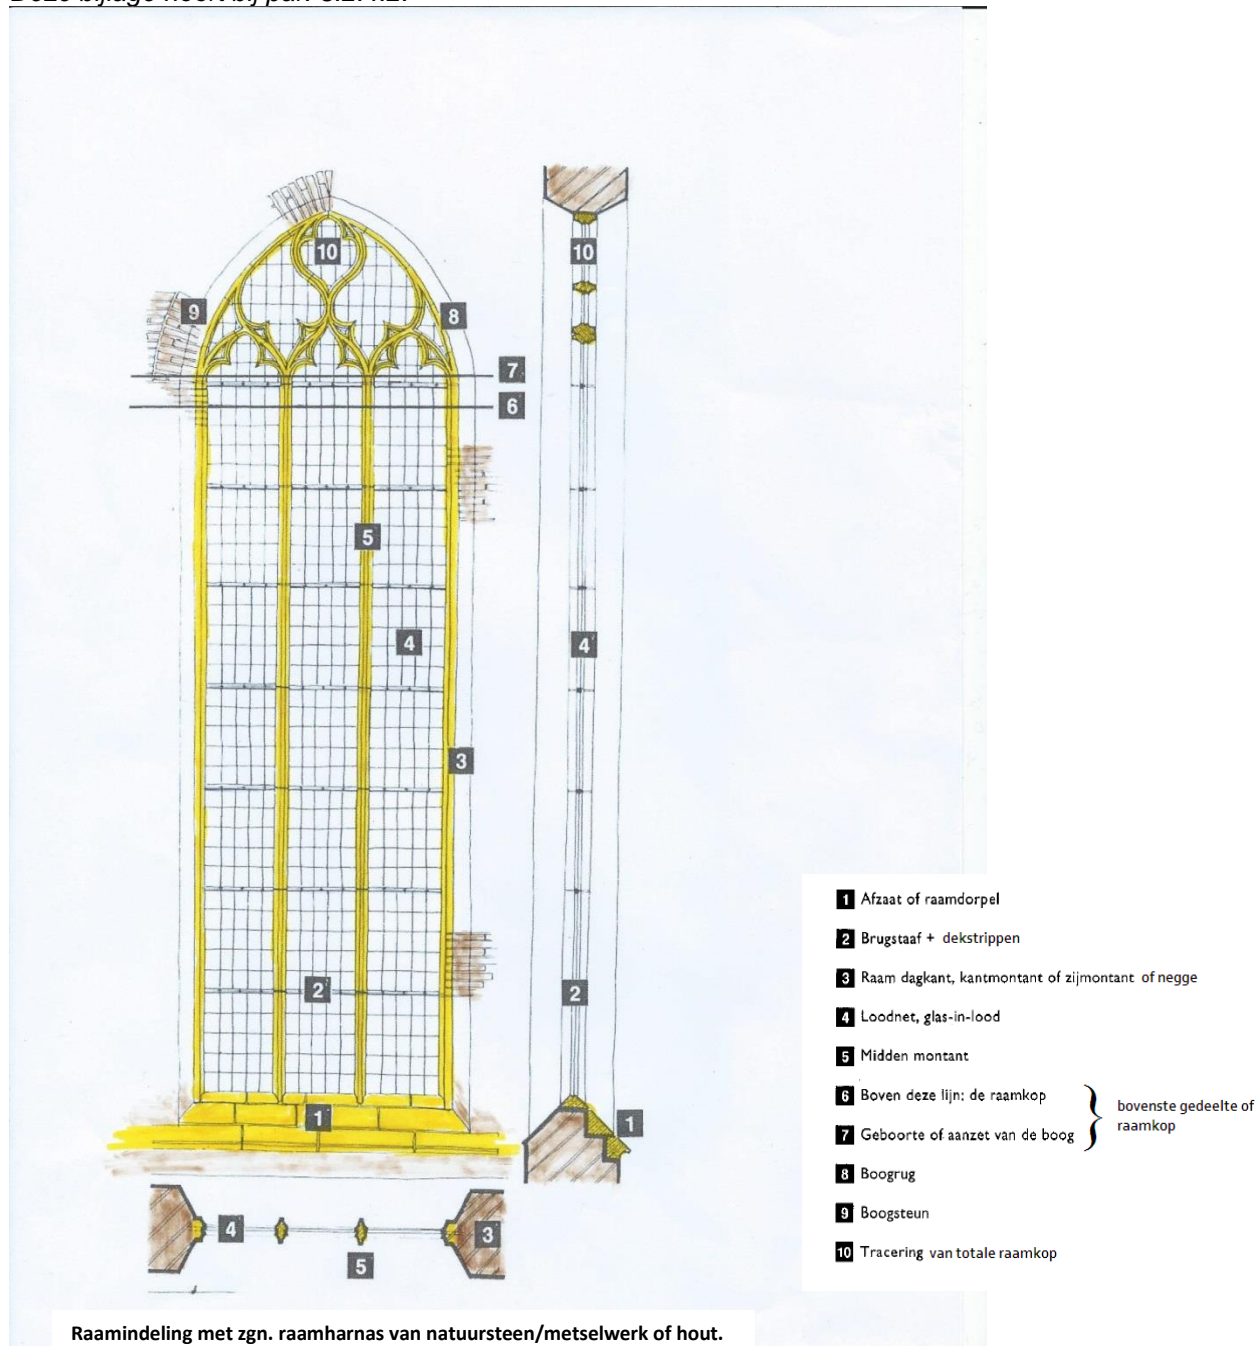 10
10
9
8
7
6
5
4
4
3
2
2
1
1
4
3
5
1 Afzaat of raamdorpel
2 Brugstaaf + dekstrippen
3 Raam dagkant, kantmontant of zijmontant of negge
4 Loodnet, glas-in-lood
5 Midden montant
6 Boven deze lijn: de raamkop
7 Geboorte of aanzet van de boog
bovenste gedeelte of
raamkop
8 Boogrug
9 Boogsteun
10 Tracering van totale raamkop
Raamindeling met zgn. raamharnas van natuursteen/metselwerk of hout.